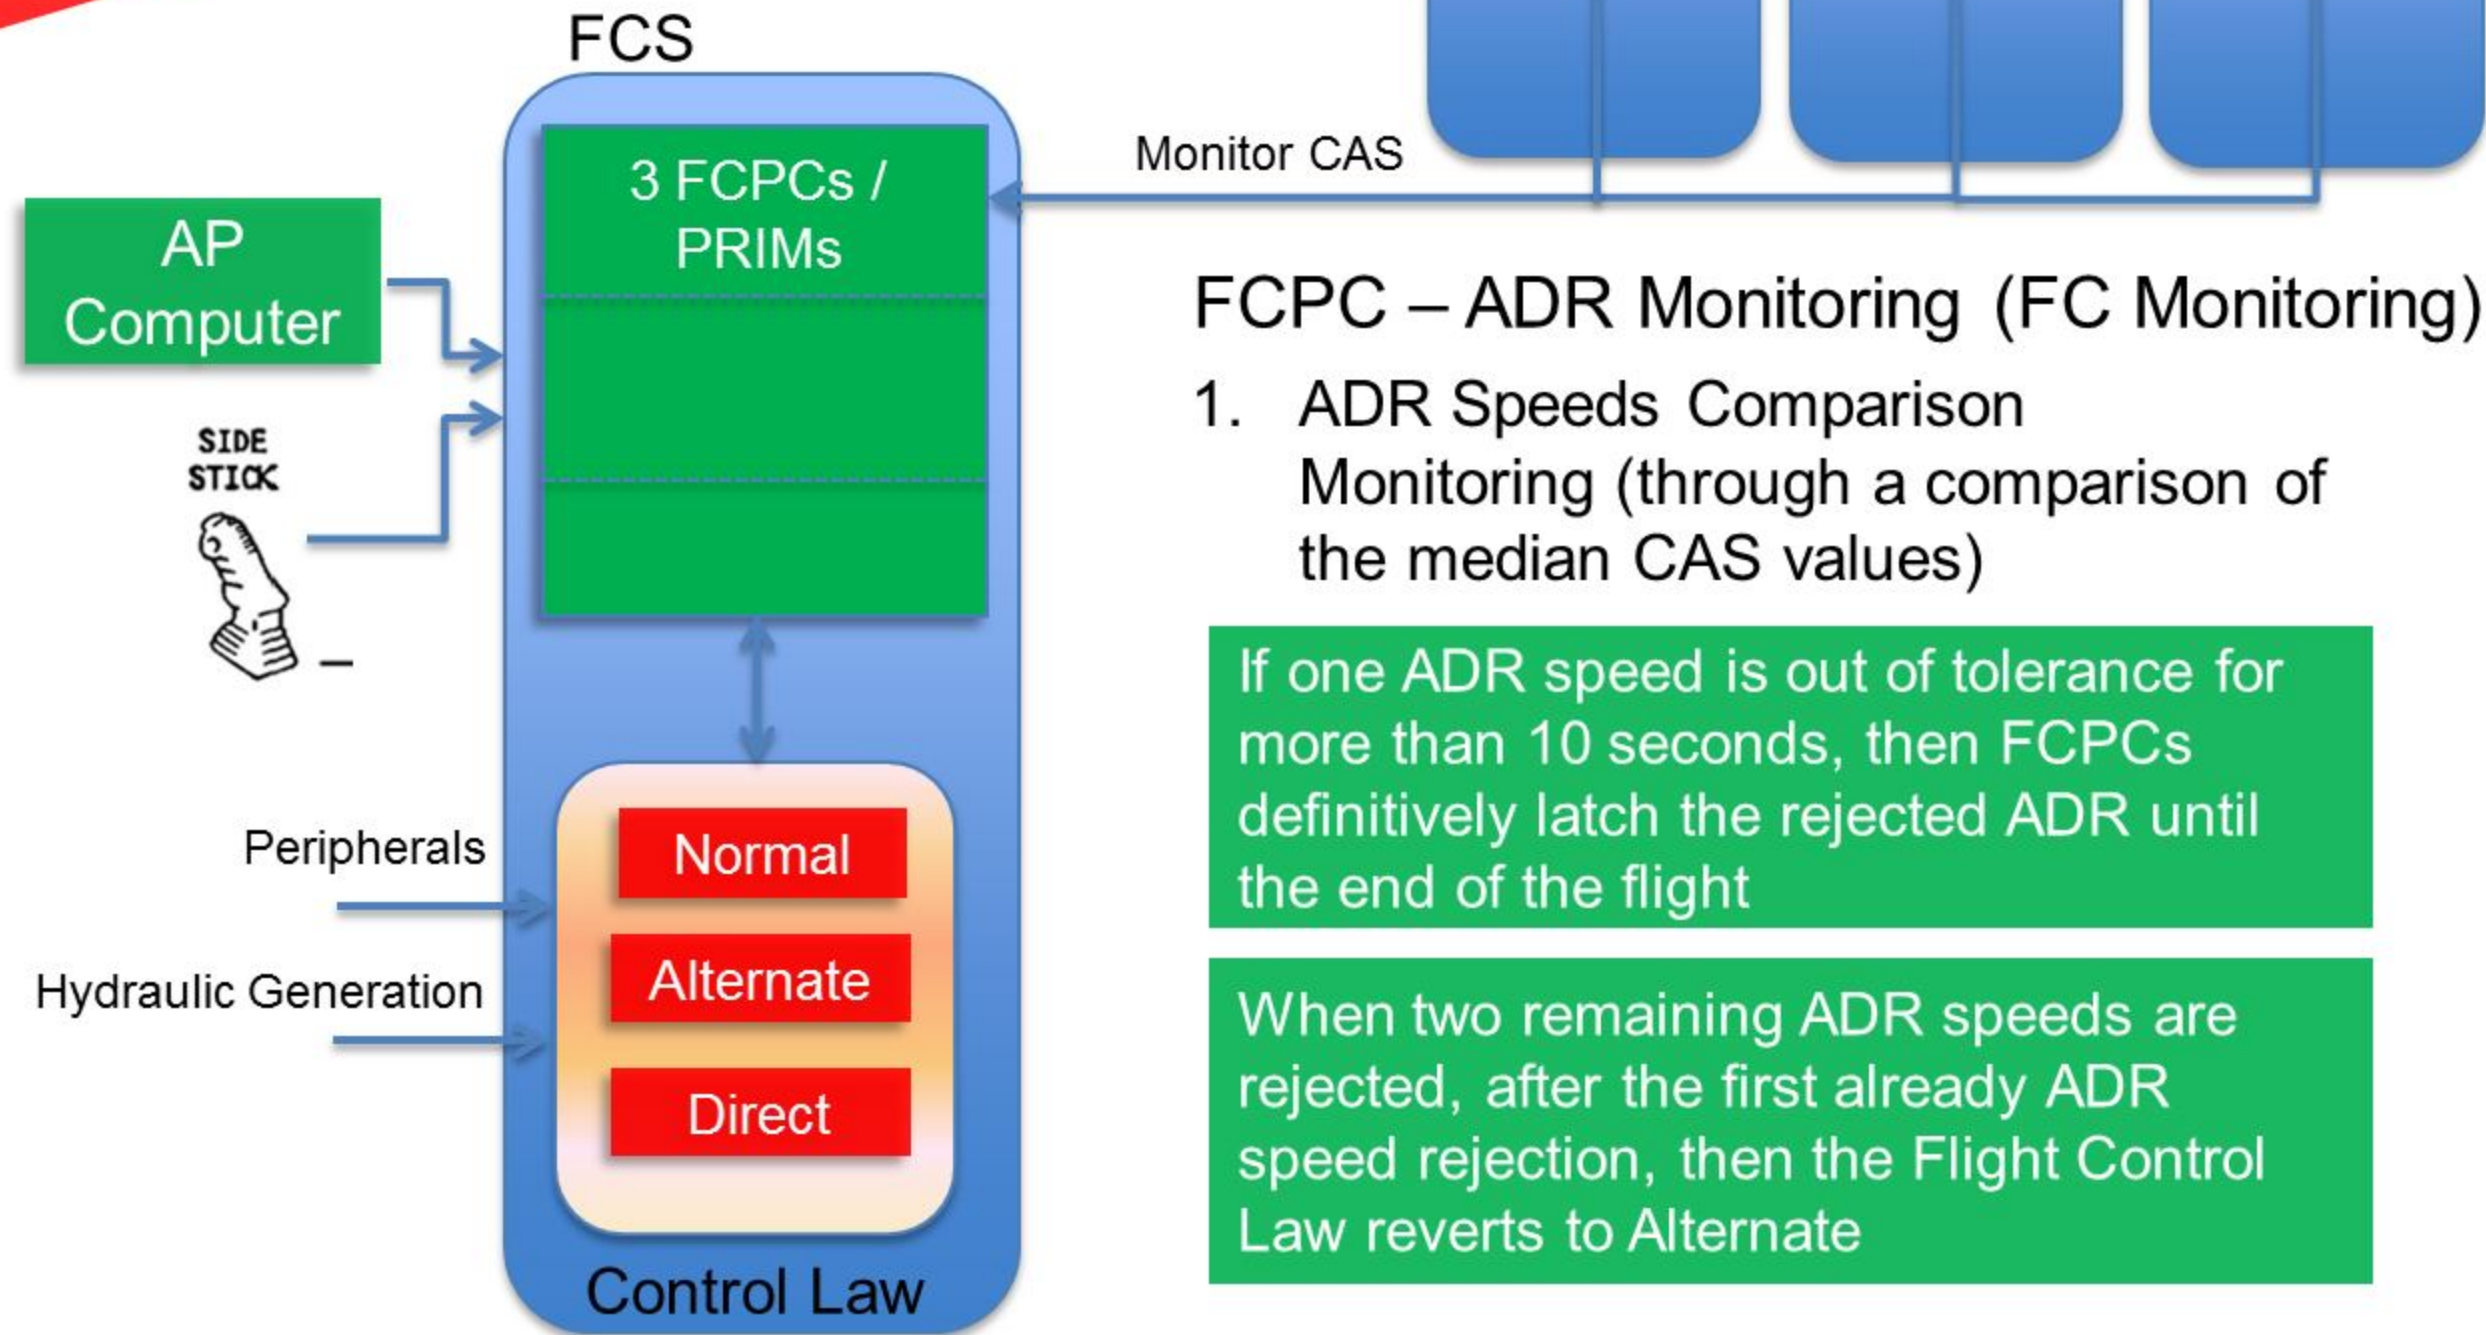 FCS
3 FCPCs /
PRIMs
Monitor CAS
AP
Computer
SIDE
STICK
FCPC – ADR Monitoring (FC Monitoring)
1. ADR Speeds Comparison
Monitoring (through a comparison of
the median CAS values)
If one ADR speed is out of tolerance for
more than 10 seconds, then FCPCs
definitively latch the rejected ADR until
the end of the flight
When two remaining ADR speeds are
rejected, after the first already ADR
speed rejection, then the Flight Control
Law reverts to Alternate
Peripherals
Hydraulic Generation
Normal
Alternate
Direct
Control Law